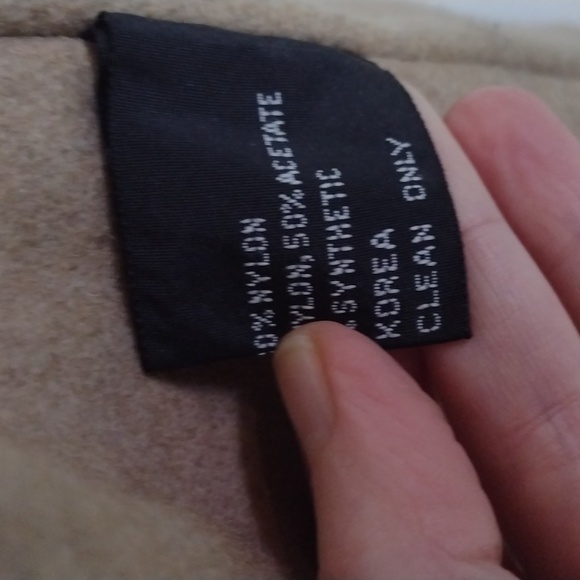 0% NYLON
YLON, 50% ACETATE
SYNTHETIC
KOREA
CLEAN ONLY